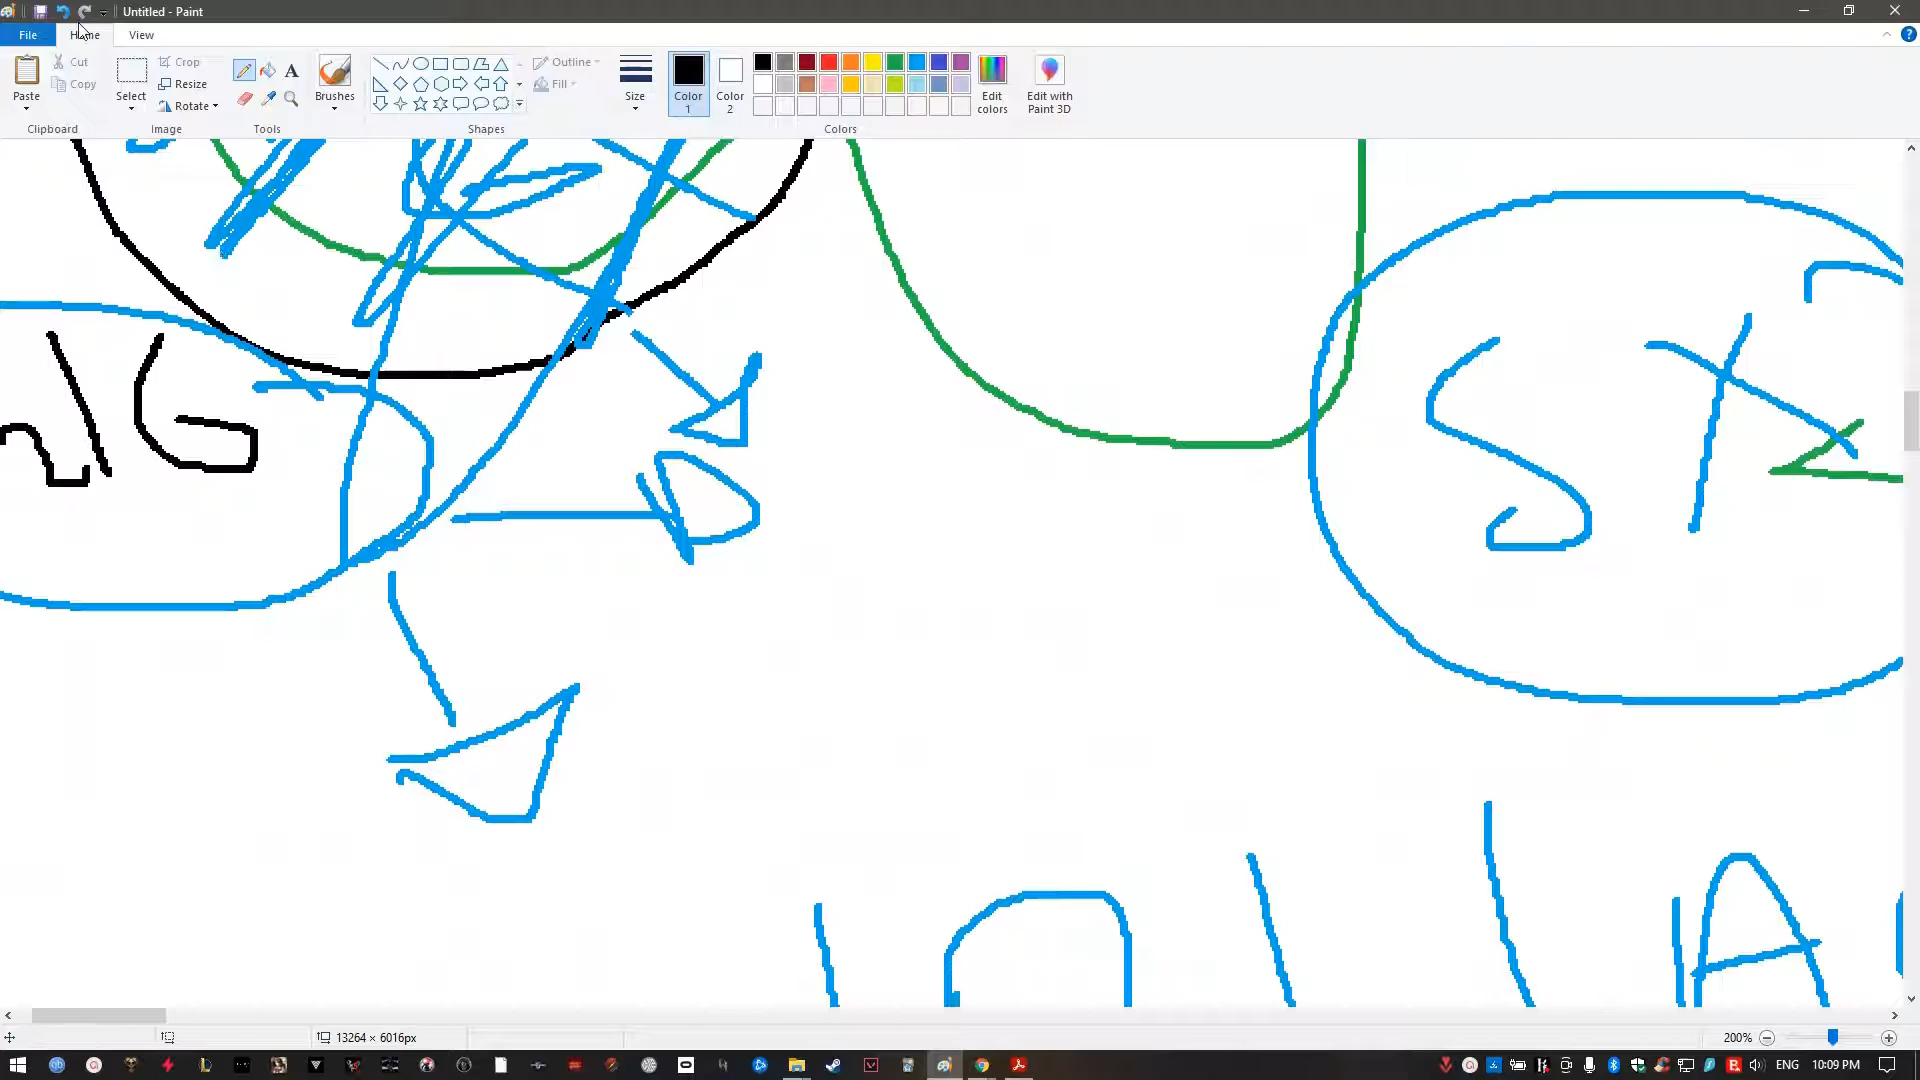 Untitled - Paint
File Home View
Paste Cut Copy Select Crop Resize Rotate A Brushes Outline Fill Size Color 1 Color 2 Edit colors Edit with Paint 3D
Clipboard Image Tools Shapes Colors
NG
ST
A
13264 × 6016px 200%
ENG 10:09 PM